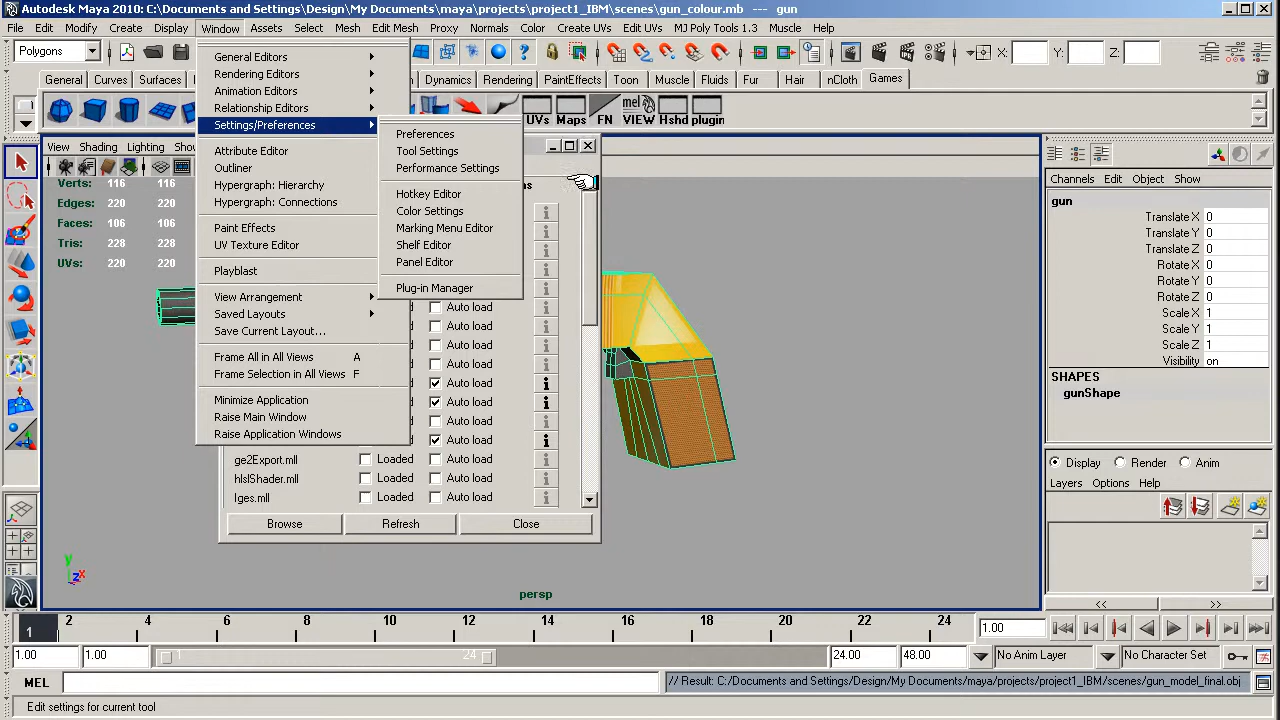 Autodesk Maya 2010: C:\Documents and Settings\Design\My Documents\maya\projects\project1_IBM\scenes\gun_colour.mb --- gun
File Edit Modify Create Display Window Assets Select Mesh Edit Mesh Proxy Normals Color Create UVs Edit UVs MJ Poly Tools 1.3 Muscle Help
Polygons X: Y: Z:
General Curves Surfaces Dynamics Rendering PaintEffects Toon Muscle Fluids Fur Hair nCloth Games
UVs Maps FN mel VIEW Hshd plugin
General Editors
Rendering Editors
Animation Editors
Relationship Editors
Settings/Preferences
Attribute Editor
Outliner
Hypergraph: Hierarchy
Hypergraph: Connections
Paint Effects
UV Texture Editor
Playblast
View Arrangement
Saved Layouts
Save Current Layout...
Frame All in All Views A
Frame Selection in All Views F
Minimize Application
Raise Main Window
Raise Application Windows
Preferences
Tool Settings
Performance Settings
Hotkey Editor
Color Settings
Marking Menu Editor
Shelf Editor
Panel Editor
Plug-in Manager
View Shading Lighting Show
Verts: 116 116
Edges: 220 220
Faces: 106 106
Tris: 228 228
UVs: 220 220
Auto load
Auto load
Auto load
Auto load
Auto load
Auto load
Auto load
Auto load
ge2Export.mll Loaded Auto load
hlslShader.mll Loaded Auto load
Iges.mll Loaded Auto load
Browse Refresh Close
persp
Channels Edit Object Show
gun
Translate X 0
Translate Y 0
Translate Z 0
Rotate X 0
Rotate Y 0
Rotate Z 0
Scale X 1
Scale Y 1
Scale Z 1
Visibility on
SHAPES
gunShape
Display Render Anim
Layers Options Help
<< >>
1 2 4 6 8 10 12 14 16 18 20 22 24 1.00
1.00 1.00 1 24 24.00 48.00 No Anim Layer No Character Set
MEL // Result: C:/Documents and Settings/Design/My Documents/maya/projects/project1_IBM/scenes/gun_model_final.obj
Edit settings for current tool